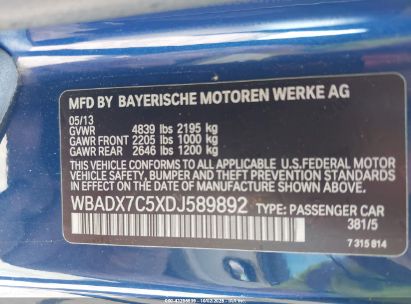 MFD BY BAYERISCHE MOTOREN WERKE AG
05/13
GVWR 4839 lbs 2195 kg
GAWR FRONT 2205 lbs 1000 kg
GAWR REAR 2646 lbs 1200 kg
THIS VEHICLE CONFORMS TO ALL APPLICABLE
U.S.FEDERAL MOTOR
VEHICLE SAFETY, BUMPER AND THEFT PREVENTION
STANDARDS IN EFFECT ON THE DATE OF
MANUFACTURE SHOWN ABOVE.
WBADX7C5XDJ589892 TYPE: PASSENGER CAR
381/5
7 315 814